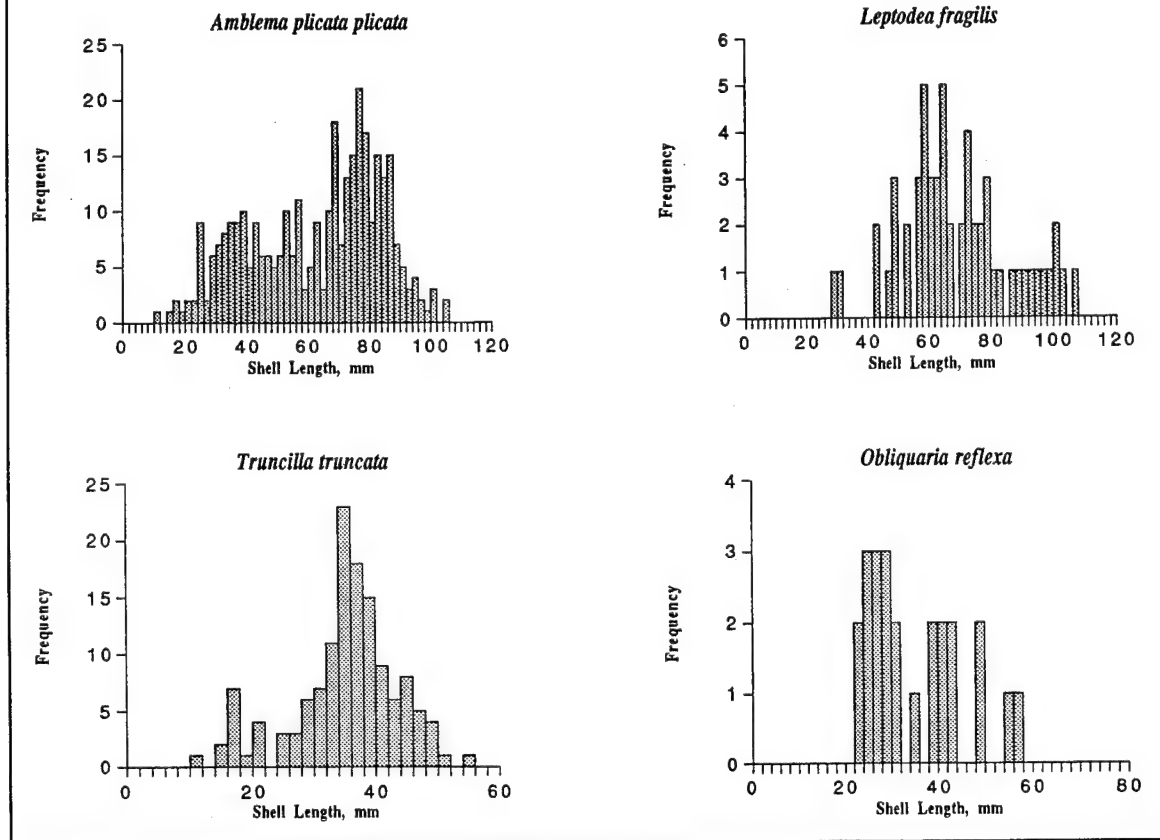 Amblema plicata plicata
25
20
15
10
5
0
Frequency
0 20 40 60 80 100 120
Shell Length, mm
Leptodea fragilis
6
5
4
3
2
1
0
Frequency
0 20 40 60 80 100 120
Shell Length, mm
Truncilla truncata
25
20
15
10
5
0
Frequency
0 20 40 60
Shell Length, mm
Obliquaria reflexa
4
3
2
1
0
Frequency
0 20 40 60 80
Shell Length, mm